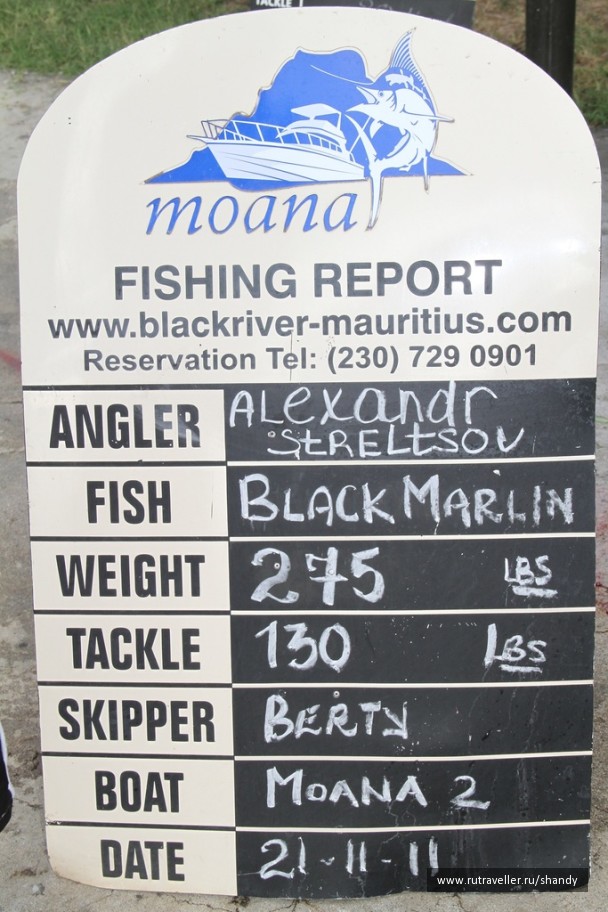 TACKLE
moana
FISHING REPORT
www.blackriver-mauritius.com
Reservation Tel: (230) 729 0901
ANGLER ALexandr
STRELtSOV
FISH BLACK MARLIN
WEIGHT 275 LBS
TACKLE 130 LBS
SKIPPER BERTY
BOAT MOANA 2
DATE 21-11-11
www.rutraveller.ru/shandy